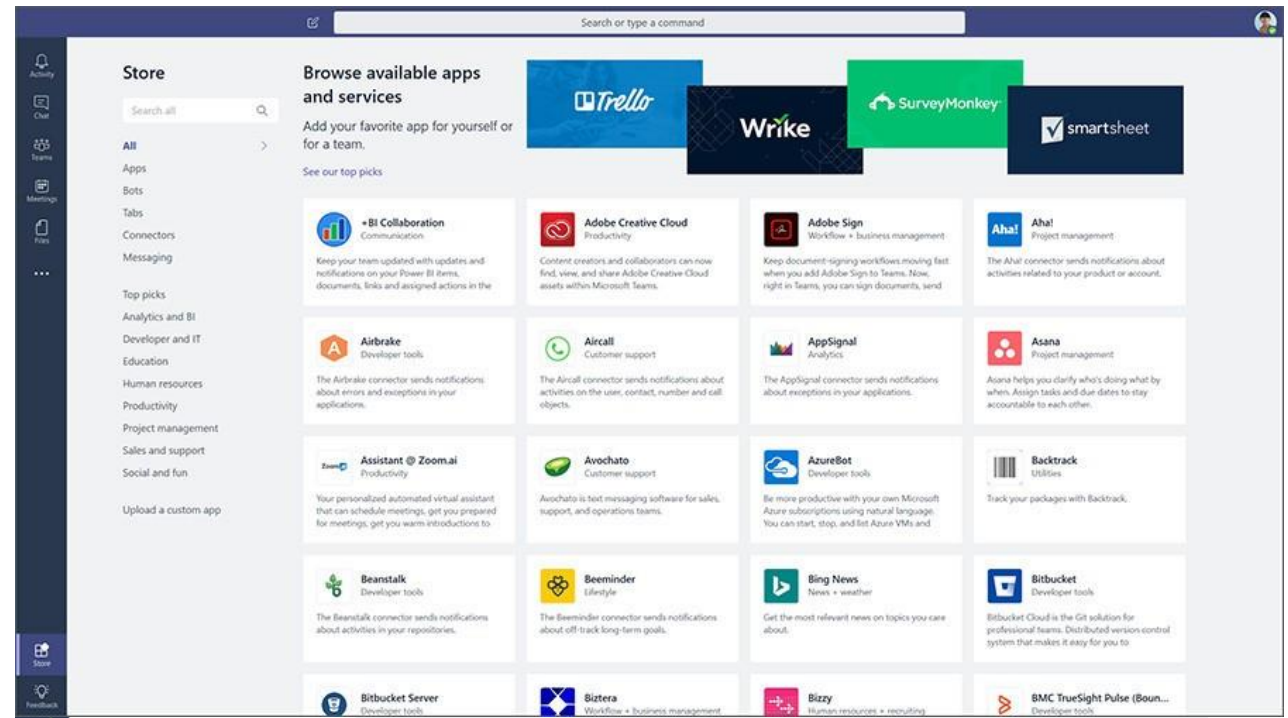 Search or type a command
Activity
Chat
Teams
Meetings
Files
Store
Feedback
Store
Search all
All
Apps
Bots
Tabs
Connectors
Messaging
Top picks
Analytics and BI
Developer and IT
Education
Human resources
Productivity
Project management
Sales and support
Social and fun
Upload a custom app
Browse available apps
and services
Add your favorite app for yourself or
for a team.
See our top picks
Trello
Wrike
SurveyMonkey
smartsheet
+BI Collaboration
Communication
Keep your team updated with updates and
notifications on your Power BI items,
documents, links and assigned actions in the
Adobe Creative Cloud
Productivity
Content creators and collaborators can now
find, view, and share Adobe Creative Cloud
assets within Microsoft Teams.
Adobe Sign
Workflow + business management
Keep document-signing workflows moving fast
when you add Adobe Sign to Teams. Now,
right in Teams, you can sign documents, send
Aha!
Aha!
Project management
The Aha! connector sends notifications about
activities related to your product or account.
Airbrake
Developer tools
The Airbrake connector sends notifications
about errors and exceptions in your
applications.
Aircall
Customer support
The Aircall connector sends notifications about
activities on the user, contact, number and call
objects.
AppSignal
Analytics
The AppSignal connector sends notifications
about exceptions in your applications.
Asana
Project management
Asana helps you clarify who's doing what by
when. Assign tasks and due dates to stay
accountable to each other.
Zoom
Assistant @ Zoom.ai
Productivity
Your personalized automated virtual assistant
that can schedule meetings, get you prepared
for meetings, get you warm introductions to
Avochato
Customer support
Avochato is text messaging software for sales,
support, and operations teams.
AzureBot
Developer tools
Be more productive with your own Microsoft
Azure subscriptions using natural language.
You can start, stop, and list Azure VMs and
Backtrack
Utilities
Track your packages with Backtrack.
Beanstalk
Developer tools
The Beanstalk connector sends notifications
about activities in your repositories.
Beeminder
Lifestyle
The Beeminder connector sends notifications
about off-track long-term goals.
Bing News
News + weather
Get the most relevant news on topics you care
about.
Bitbucket
Developer tools
Bitbucket Cloud is the Git solution for
professional teams. Distributed version control
system that makes it easy for you to
Bitbucket Server
Developer tools
Biztera
Workflow + business management
Bizzy
Human resources + recruiting
BMC TrueSight Pulse (Boun...
Developer tools